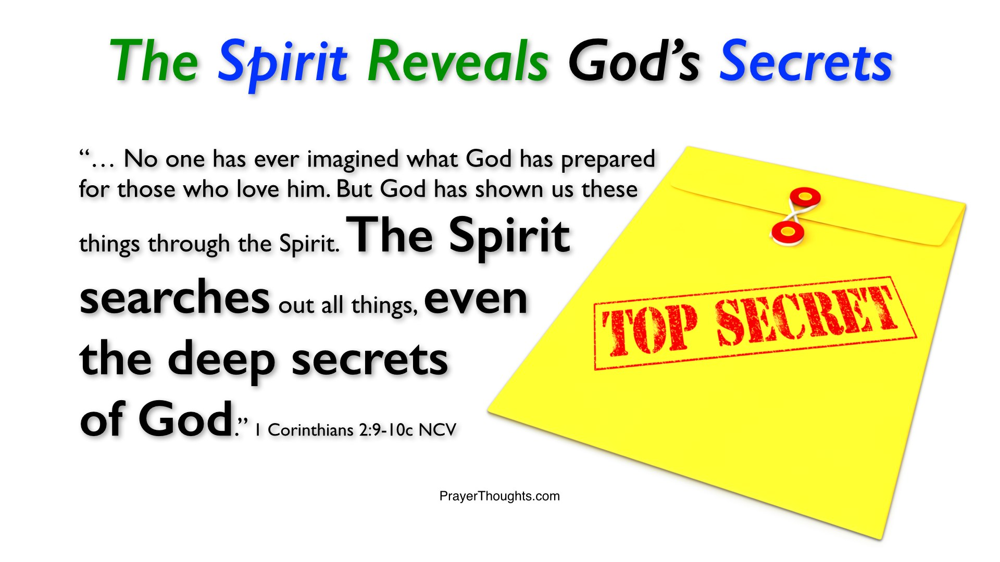 The Spirit Reveals God’s Secrets
“… No one has ever imagined what God has prepared
for those who love him. But God has shown us these
things through the Spirit. The Spirit
searches out all things, even
the deep secrets
of God.” 1 Corinthians 2:9-10c NCV
TOP SECRET
PrayerThoughts.com